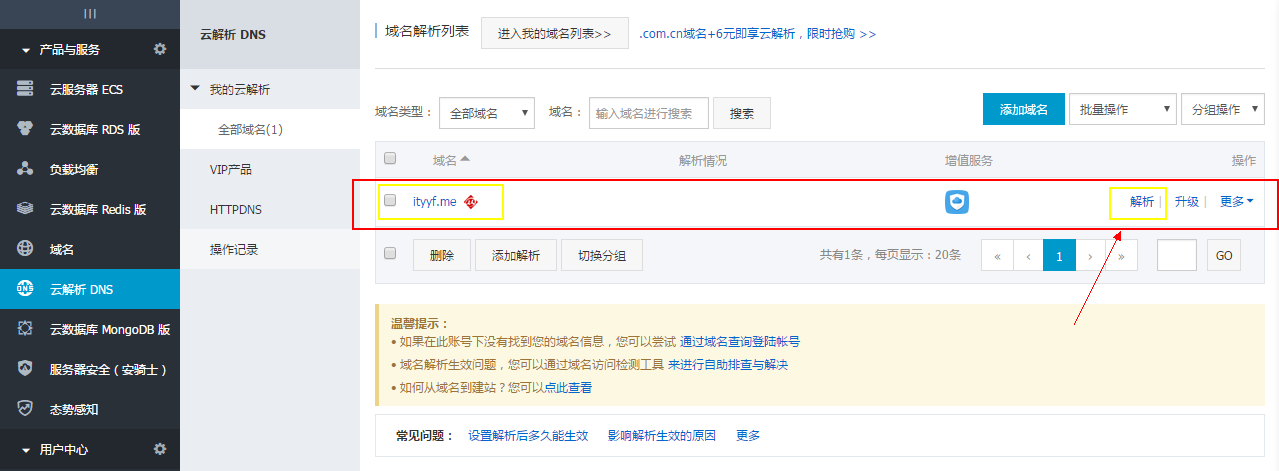 产品与服务
云服务器 ECS
云数据库 RDS 版
负载均衡
云数据库 Redis 版
域名
DNS 云解析 DNS
云数据库 MongoDB 版
服务器安全（安骑士）
态势感知
用户中心
云解析 DNS
我的云解析
全部域名(1)
VIP产品
HTTPDNS
操作记录
域名解析列表 进入我的域名列表>> .com.cn域名+6元即享云解析，限时抢购 >>
域名类型： 全部域名 域名： 输入域名进行搜索 搜索 添加域名 批量操作 分组操作
域名 解析情况 增值服务 操作
ityyf.me 解析 | 升级 | 更多
删除 添加解析 切换分组 共有1条，每页显示：20条 « ‹ 1 › » GO
温馨提示：
• 如果在此账号下没有找到您的域名信息，您可以尝试 通过域名查询登陆帐号
• 域名解析生效问题，您可以通过域名访问检测工具 来进行自助排查与解决
• 如何从域名到建站？您可以点此查看
常见问题： 设置解析后多久能生效 影响解析生效的原因 更多